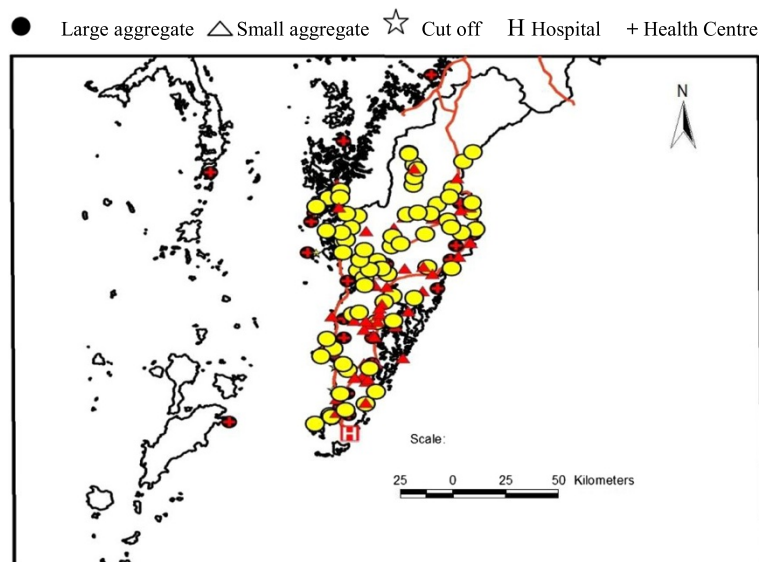 Large aggregate Small aggregate Cut off H Hospital + Health Centre
N
H
Scale:
25 0 25 50 Kilometers